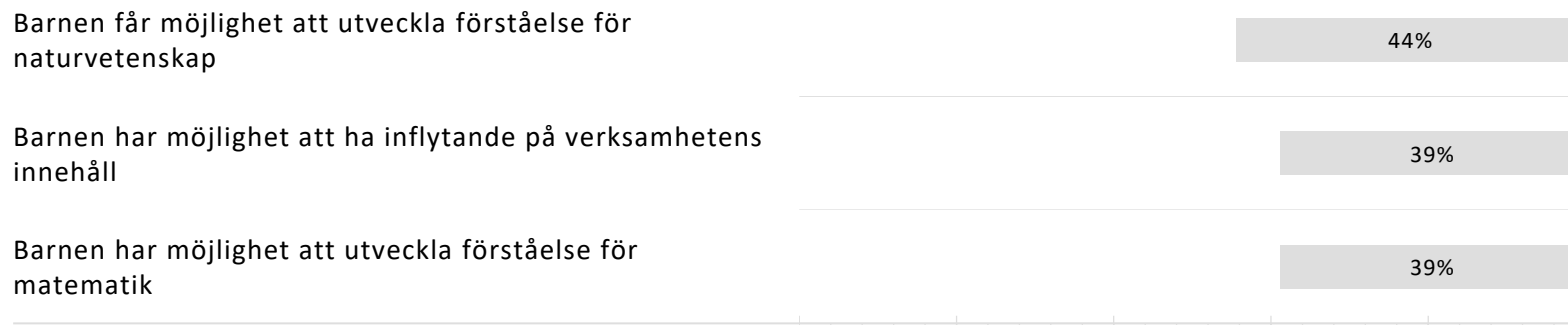 Barnen får möjlighet att utveckla förståelse för
naturvetenskap
44%
Barnen har möjlighet att ha inflytande på verksamhetens
innehåll
39%
Barnen har möjlighet att utveckla förståelse för
matematik
39%